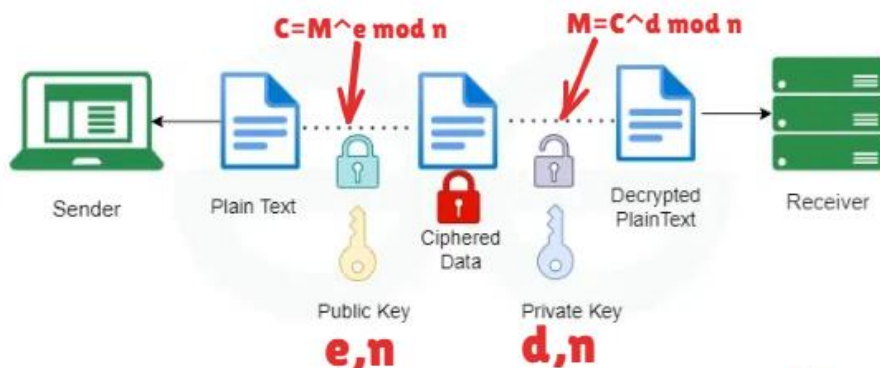 C=M^e mod n
M=C^d mod n
Sender
Plain Text
Ciphered
Data
Decrypted
PlainText
Receiver
Public Key
Private Key
e,n
d,n